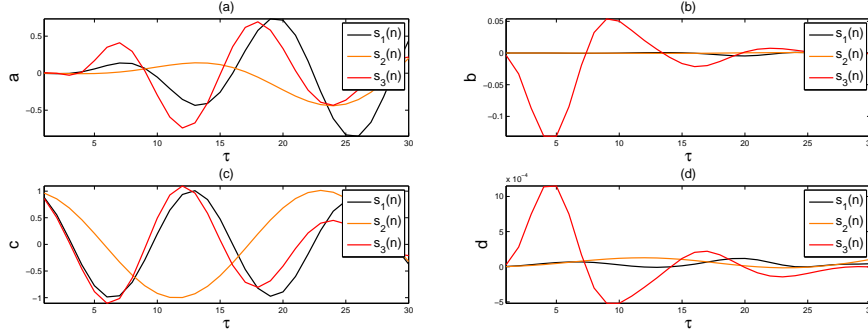 (a)
a
0.5
0
-0.5
5 10 15 20 25 30
τ
s1(n)
s2(n)
s3(n)
(b)
b
0.05
0
-0.05
-0.1
5 10 15 20 25 30
τ
s1(n)
s2(n)
s3(n)
(c)
c
1
0.5
0
-0.5
-1
5 10 15 20 25 30
τ
s1(n)
s2(n)
s3(n)
(d)
x 10^-4
d
10
5
0
-5
5 10 15 20 25 30
τ
s1(n)
s2(n)
s3(n)